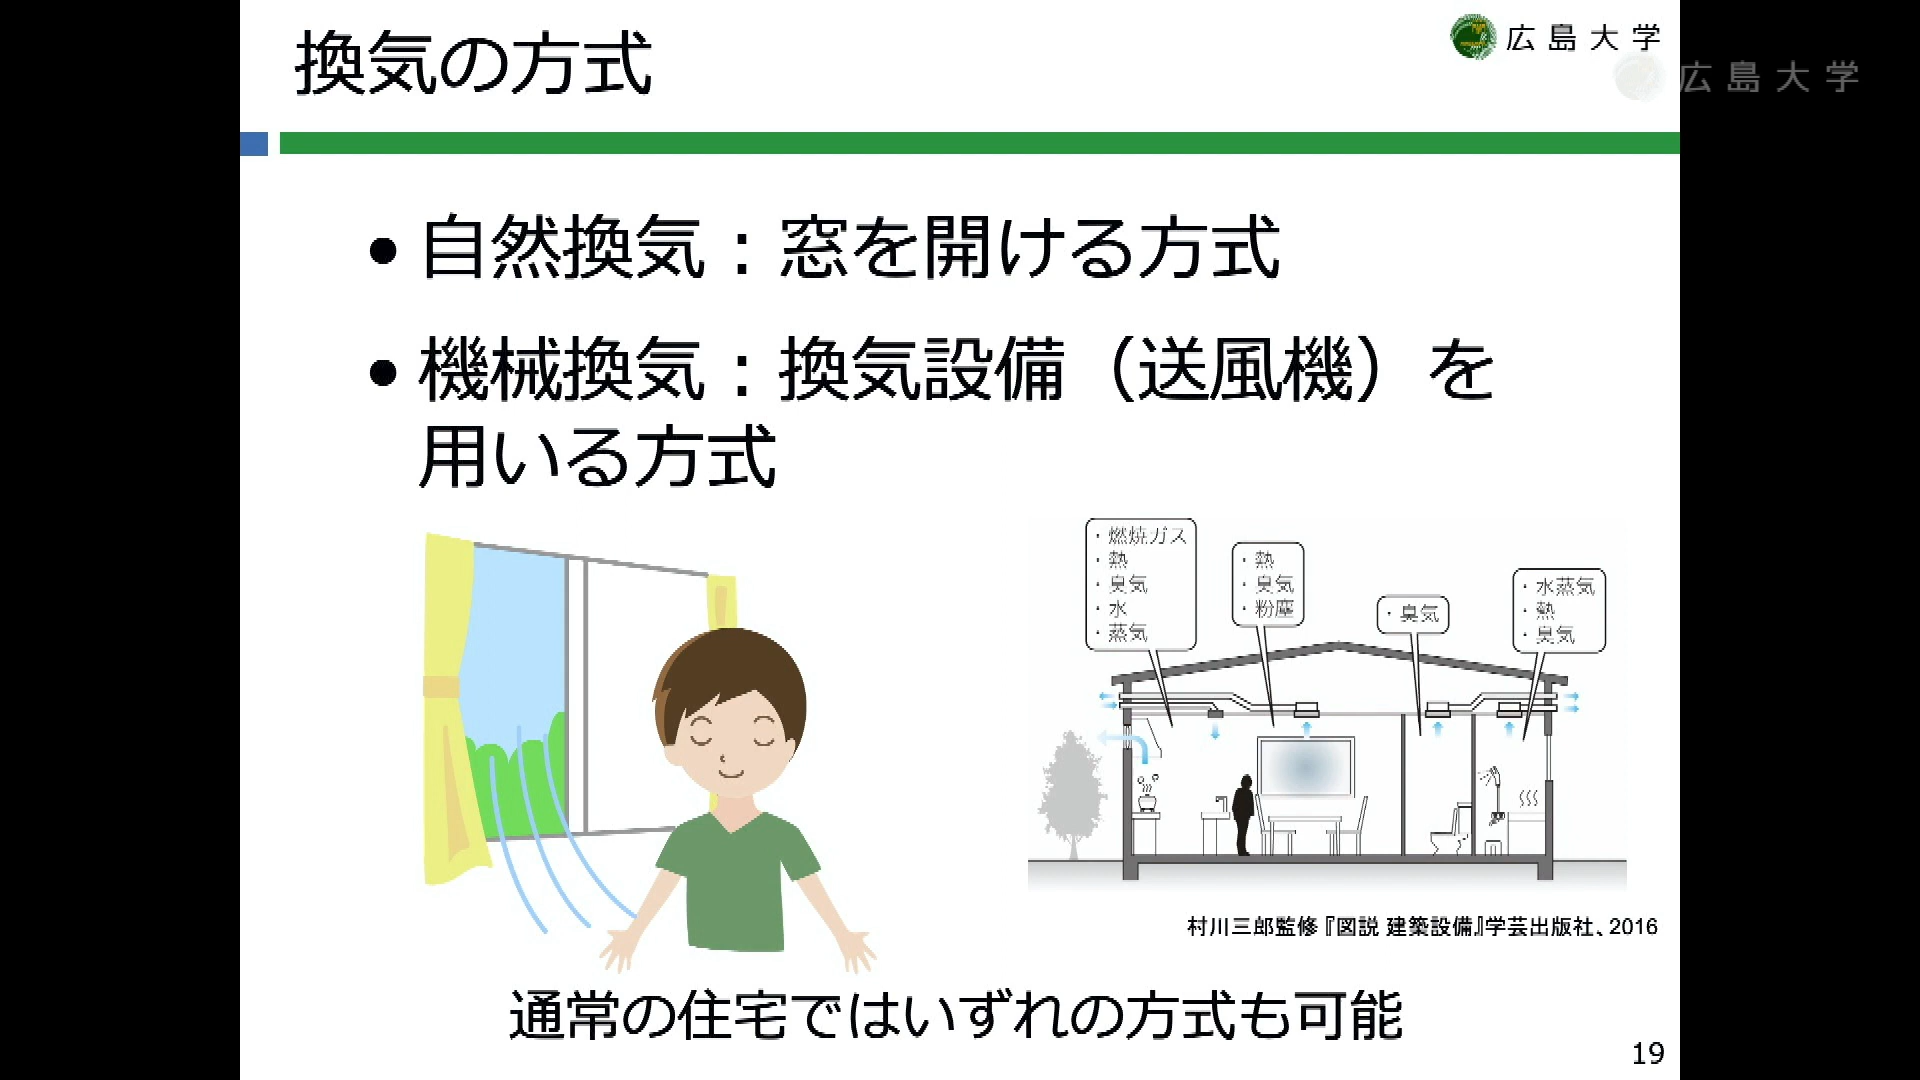 換気の方式
広島大学
広島大学
• 自然換気：窓を開ける方式
• 機械換気：換気設備（送風機）を
用いる方式
・燃焼ガス
・熱
・臭気
・水
・蒸気
・熱
・臭気
・粉塵
・臭気
・水蒸気
・熱
・臭気
村川三郎監修『図説 建築設備』学芸出版社、2016
通常の住宅ではいずれの方式も可能
19